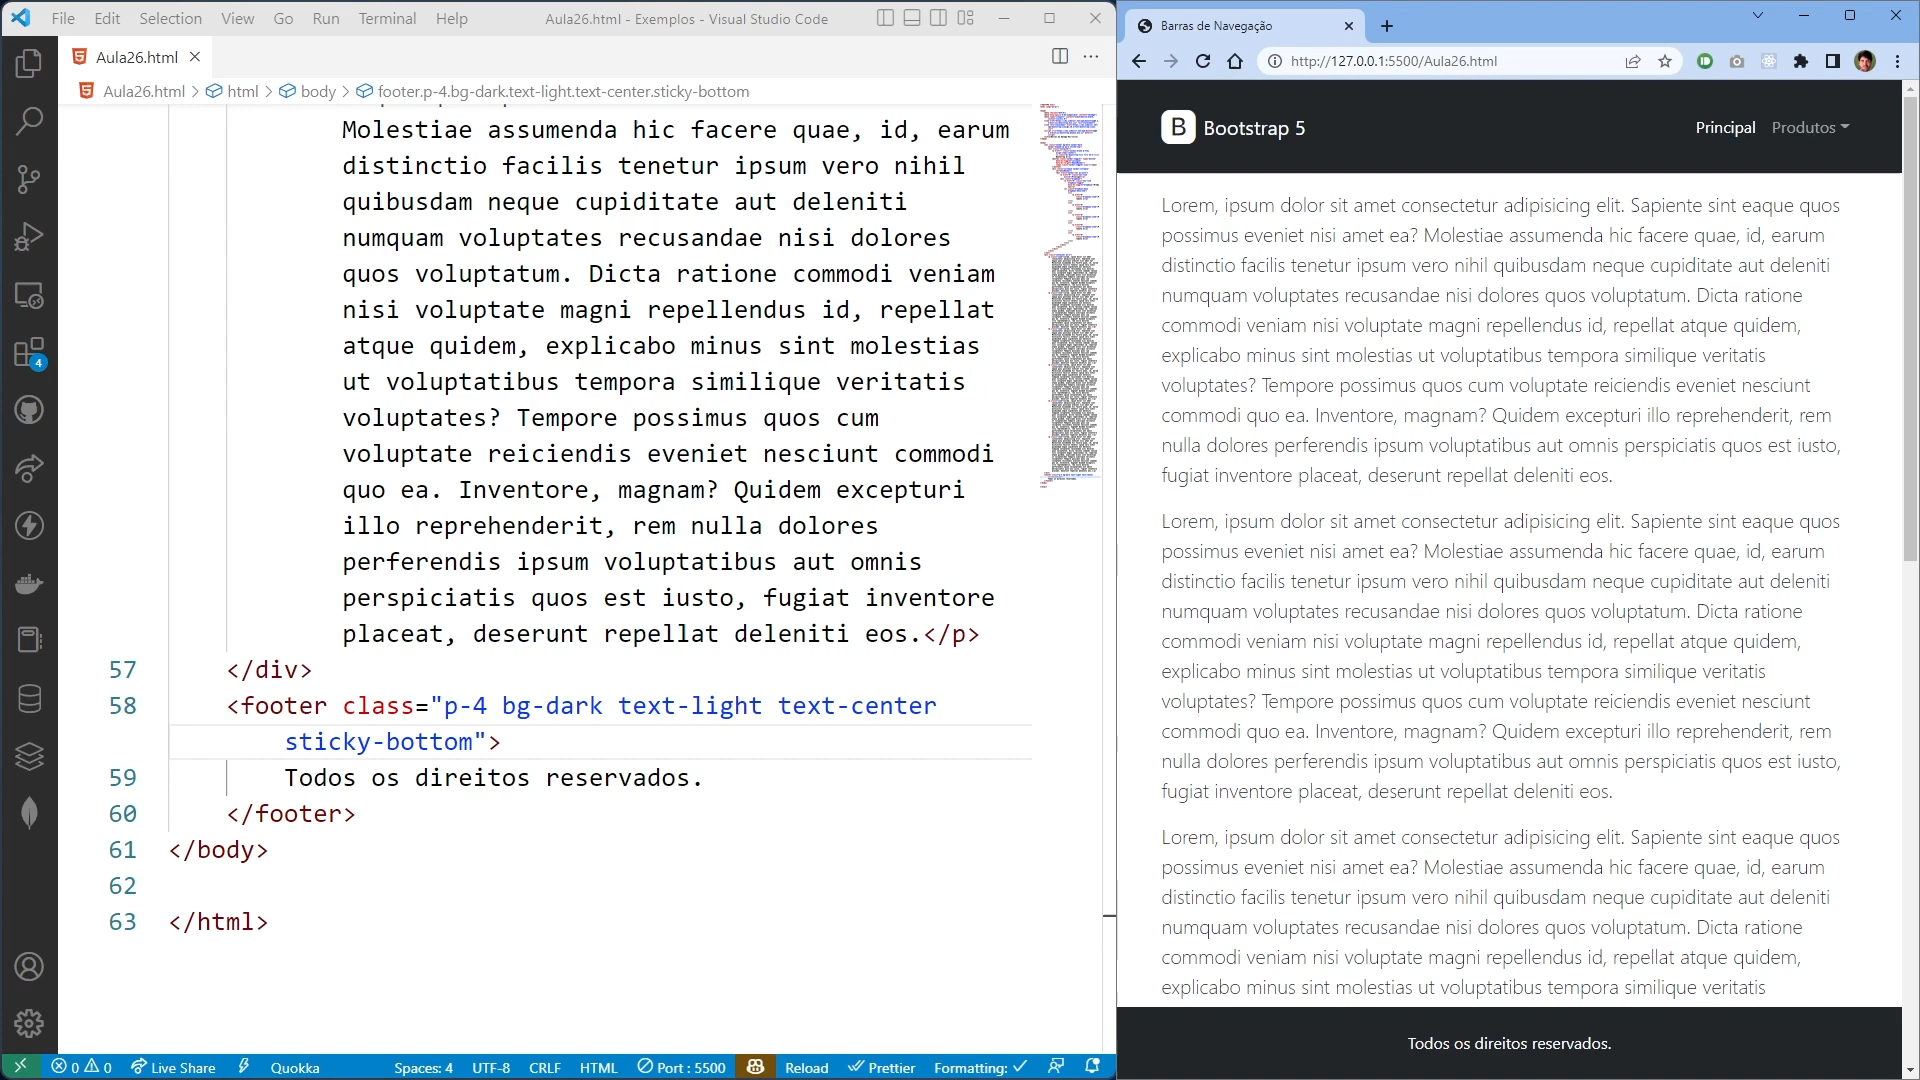 File Edit Selection View Go Run Terminal Help
Aula26.html - Exemplos - Visual Studio Code
Aula26.html
Aula26.html > html > body > footer.p-4.bg-dark.text-light.text-center.sticky-bottom
Molestiae assumenda hic facere quae, id, earum
distinctio facilis tenetur ipsum vero nihil
quibusdam neque cupiditate aut deleniti
numquam voluptates recusandae nisi dolores
quos voluptatum. Dicta ratione commodi veniam
nisi voluptate magni repellendus id, repellat
atque quidem, explicabo minus sint molestias
ut voluptatibus tempora similique veritatis
voluptates? Tempore possimus quos cum
voluptate reiciendis eveniet nesciunt commodi
quo ea. Inventore, magnam? Quidem excepturi
illo reprehenderit, rem nulla dolores
perferendis ipsum voluptatibus aut omnis
perspiciatis quos est iusto, fugiat inventore
placeat, deserunt repellat deleniti eos.</p>
57 </div>
58 <footer class="p-4 bg-dark text-light text-center
sticky-bottom">
59 Todos os direitos reservados.
60 </footer>
61 </body>
62
63 </html>
4
0 0 Live Share Quokka Spaces: 4 UTF-8 CRLF HTML Port : 5500 Reload Prettier Formatting:
Barras de Navegação
http://127.0.0.1:5500/Aula26.html
B Bootstrap 5 Principal Produtos
Lorem, ipsum dolor sit amet consectetur adipisicing elit. Sapiente sint eaque quos
possimus eveniet nisi amet ea? Molestiae assumenda hic facere quae, id, earum
distinctio facilis tenetur ipsum vero nihil quibusdam neque cupiditate aut deleniti
numquam voluptates recusandae nisi dolores quos voluptatum. Dicta ratione
commodi veniam nisi voluptate magni repellendus id, repellat atque quidem,
explicabo minus sint molestias ut voluptatibus tempora similique veritatis
voluptates? Tempore possimus quos cum voluptate reiciendis eveniet nesciunt
commodi quo ea. Inventore, magnam? Quidem excepturi illo reprehenderit, rem
nulla dolores perferendis ipsum voluptatibus aut omnis perspiciatis quos est iusto,
fugiat inventore placeat, deserunt repellat deleniti eos.
Lorem, ipsum dolor sit amet consectetur adipisicing elit. Sapiente sint eaque quos
possimus eveniet nisi amet ea? Molestiae assumenda hic facere quae, id, earum
distinctio facilis tenetur ipsum vero nihil quibusdam neque cupiditate aut deleniti
numquam voluptates recusandae nisi dolores quos voluptatum. Dicta ratione
commodi veniam nisi voluptate magni repellendus id, repellat atque quidem,
explicabo minus sint molestias ut voluptatibus tempora similique veritatis
voluptates? Tempore possimus quos cum voluptate reiciendis eveniet nesciunt
commodi quo ea. Inventore, magnam? Quidem excepturi illo reprehenderit, rem
nulla dolores perferendis ipsum voluptatibus aut omnis perspiciatis quos est iusto,
fugiat inventore placeat, deserunt repellat deleniti eos.
Lorem, ipsum dolor sit amet consectetur adipisicing elit. Sapiente sint eaque quos
possimus eveniet nisi amet ea? Molestiae assumenda hic facere quae, id, earum
distinctio facilis tenetur ipsum vero nihil quibusdam neque cupiditate aut deleniti
numquam voluptates recusandae nisi dolores quos voluptatum. Dicta ratione
commodi veniam nisi voluptate magni repellendus id, repellat atque quidem,
explicabo minus sint molestias ut voluptatibus tempora similique veritatis
Todos os direitos reservados.